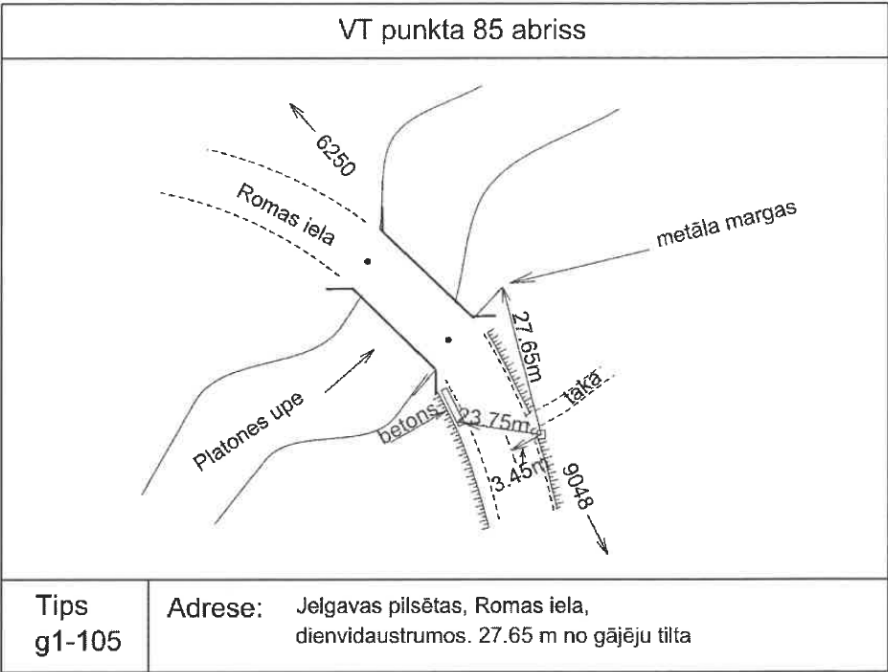 VT punkta 85 abriss
6250
Romas iela
metāla margas
27.65m
taka
Platones upe
betons
23.75m
3.45m
9048
Tips
g1-105
Adrese: Jelgavas pilsētas, Romas iela,
dienvidaustrumos. 27.65 m no gājēju tilta